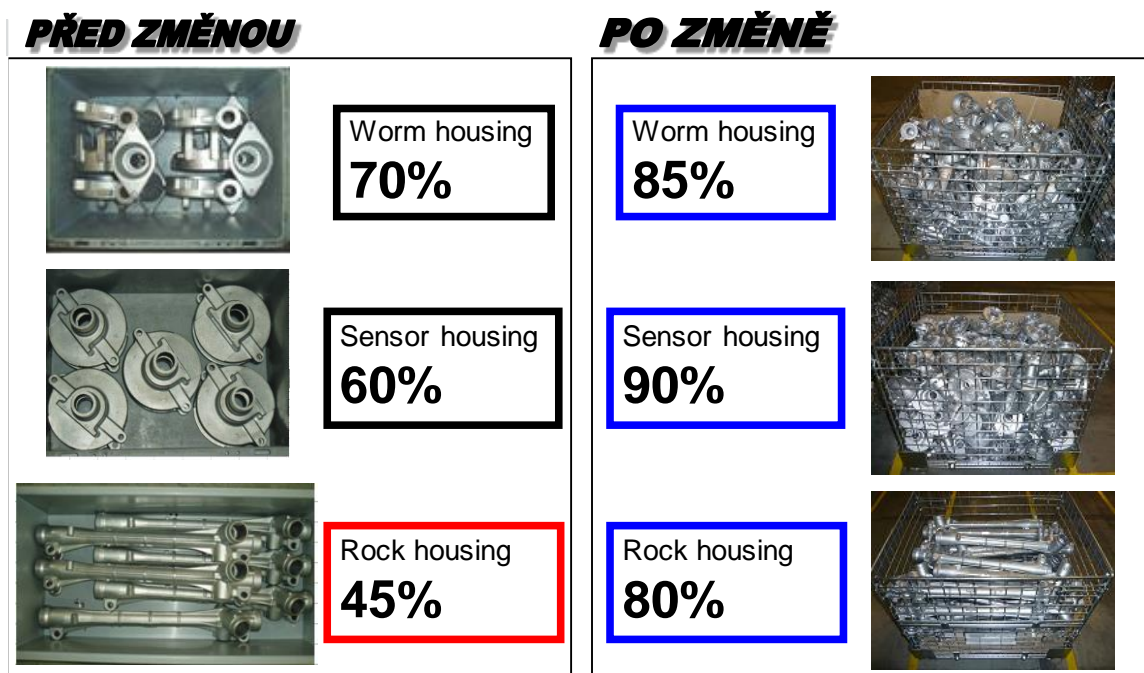 PŘED ZMĚNOU
PO ZMĚNĚ
Worm housing
70%
Worm housing
85%
Sensor housing
60%
Sensor housing
90%
Rock housing
45%
Rock housing
80%